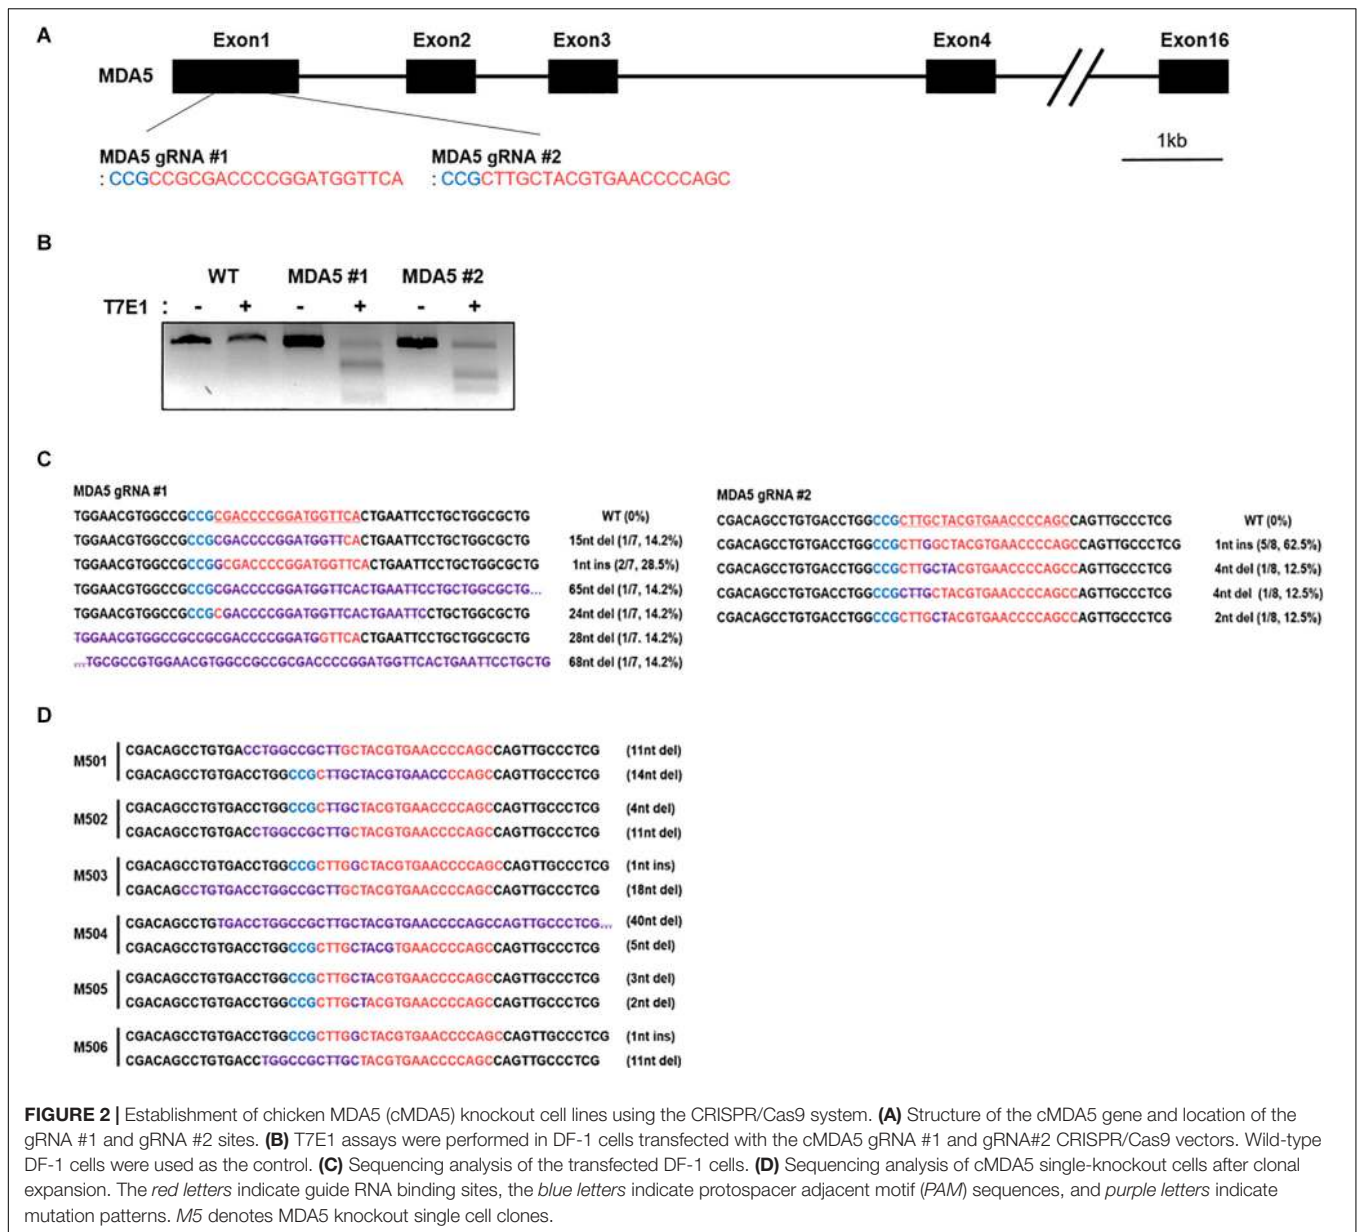 A
Exon1 Exon2 Exon3 Exon4 Exon16
MDA5
1kb
MDA5 gRNA #1 MDA5 gRNA #2
: CCGCCGCGACCCCGGATGGTTCA : CCGCTTGCTACGTGAACCCCAGC
B
WT MDA5 #1 MDA5 #2
T7E1 : - + - + - +
C
MDA5 gRNA #1
TGGAACGTGGCCGCCGCGACCCCGGATGGTTCACTGAATTCCTGCTGGCGCTG WT (0%)
TGGAACGTGGCCGCCGCGACCCCGGATGGTTCACTGAATTCCTGCTGGCGCTG 15nt del (1/7, 14.2%)
TGGAACGTGGCCGCCGGCGACCCCGGATGGTTCACTGAATTCCTGCTGGCGCTG 1nt ins (2/7, 28.5%)
TGGAACGTGGCCGCCGCGACCCCGGATGGTTCACTGAATTCCTGCTGGCGCTG... 65nt del (1/7, 14.2%)
TGGAACGTGGCCGCCGCGACCCCGGATGGTTCACTGAATTCCTGCTGGCGCTG 24nt del (1/7, 14.2%)
TGGAACGTGGCCGCCGCGACCCCGGATGGTTCACTGAATTCCTGCTGGCGCTG 28nt del (1/7. 14.2%)
...TGCGCCGTGGAACGTGGCCGCCGCGACCCCGGATGGTTCACTGAATTCCTGCTG 68nt del (1/7, 14.2%)
MDA5 gRNA #2
CGACAGCCTGTGACCTGGCCGCTTGCTACGTGAACCCCAGCCAGTTGCCCTCG WT (0%)
CGACAGCCTGTGACCTGGCCGCTTGGCTACGTGAACCCCAGCCAGTTGCCCTCG 1nt ins (5/8, 62.5%)
CGACAGCCTGTGACCTGGCCGCTTGCTACGTGAACCCCAGCCAGTTGCCCTCG 4nt del (1/8, 12.5%)
CGACAGCCTGTGACCTGGCCGCTTGCTACGTGAACCCCAGCCAGTTGCCCTCG 4nt del (1/8, 12.5%)
CGACAGCCTGTGACCTGGCCGCTTGCTACGTGAACCCCAGCCAGTTGCCCTCG 2nt del (1/8, 12.5%)
D
M501
CGACAGCCTGTGACCTGGCCGCTTGCTACGTGAACCCCAGCCAGTTGCCCTCG (11nt del)
CGACAGCCTGTGACCTGGCCGCTTGCTACGTGAACCCCAGCCAGTTGCCCTCG (14nt del)
M502
CGACAGCCTGTGACCTGGCCGCTTGCTACGTGAACCCCAGCCAGTTGCCCTCG (4nt del)
CGACAGCCTGTGACCTGGCCGCTTGCTACGTGAACCCCAGCCAGTTGCCCTCG (11nt del)
M503
CGACAGCCTGTGACCTGGCCGCTTGGCTACGTGAACCCCAGCCAGTTGCCCTCG (1nt ins)
CGACAGCCTGTGACCTGGCCGCTTGCTACGTGAACCCCAGCCAGTTGCCCTCG (18nt del)
M504
CGACAGCCTGTGACCTGGCCGCTTGCTACGTGAACCCCAGCCAGTTGCCCTCG... (40nt del)
CGACAGCCTGTGACCTGGCCGCTTGCTACGTGAACCCCAGCCAGTTGCCCTCG (5nt del)
M505
CGACAGCCTGTGACCTGGCCGCTTGCTACGTGAACCCCAGCCAGTTGCCCTCG (3nt del)
CGACAGCCTGTGACCTGGCCGCTTGCTACGTGAACCCCAGCCAGTTGCCCTCG (2nt del)
M506
CGACAGCCTGTGACCTGGCCGCTTGGCTACGTGAACCCCAGCCAGTTGCCCTCG (1nt ins)
CGACAGCCTGTGACCTGGCCGCTTGCTACGTGAACCCCAGCCAGTTGCCCTCG (11nt del)
FIGURE 2 | Establishment of chicken MDA5 (cMDA5) knockout cell lines using the CRISPR/Cas9 system. (A) Structure of the cMDA5 gene and location of the
gRNA #1 and gRNA #2 sites. (B) T7E1 assays were performed in DF-1 cells transfected with the cMDA5 gRNA #1 and gRNA#2 CRISPR/Cas9 vectors. Wild-type
DF-1 cells were used as the control. (C) Sequencing analysis of the transfected DF-1 cells. (D) Sequencing analysis of cMDA5 single-knockout cells after clonal
expansion. The red letters indicate guide RNA binding sites, the blue letters indicate protospacer adjacent motif (PAM) sequences, and purple letters indicate
mutation patterns. M5 denotes MDA5 knockout single cell clones.